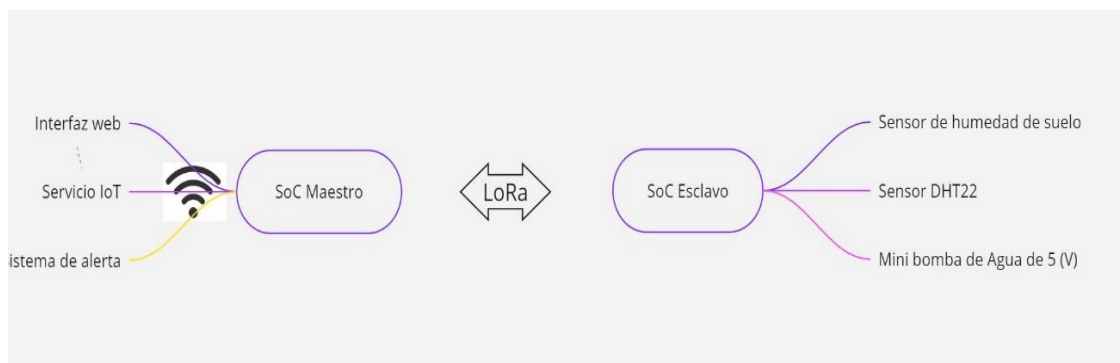 Interfaz web
Servicio IoT
istema de alerta
SoC Maestro
LoRa
SoC Esclavo
Sensor de humedad de suelo
Sensor DHT22
Mini bomba de Agua de 5 (V)